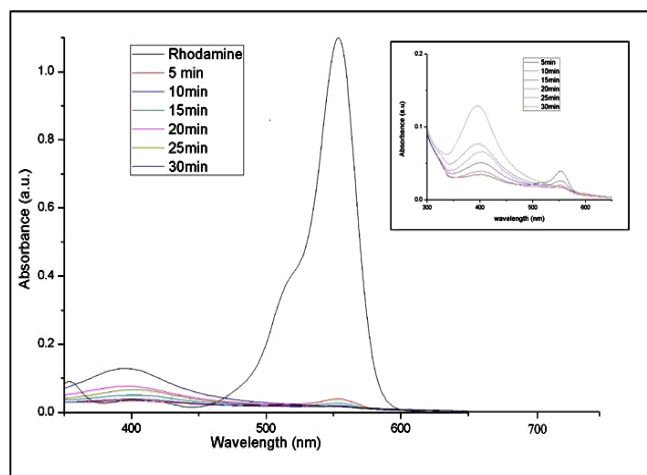 Rhodamine
5 min
10min
15min
20min
25min
30min
Absorbance (a.u.)
1.0
0.8
0.6
0.4
0.2
0.0
400
500
600
700
Wavelength (nm)
5min
10min
15min
20min
25min
30min
Absorbance (a.u)
0.2
0.1
0.0
300
400
500
600
wavelength (nm)